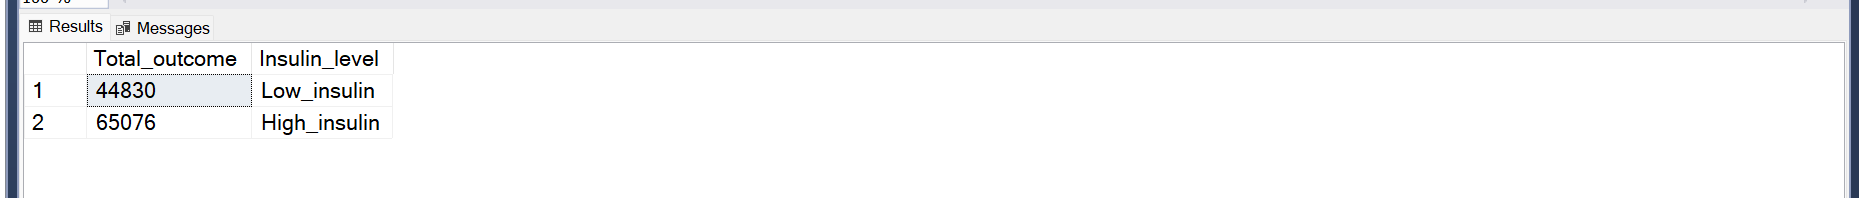 Results Messages
Total_outcome Insulin_level
1 44830 Low_insulin
2 65076 High_insulin